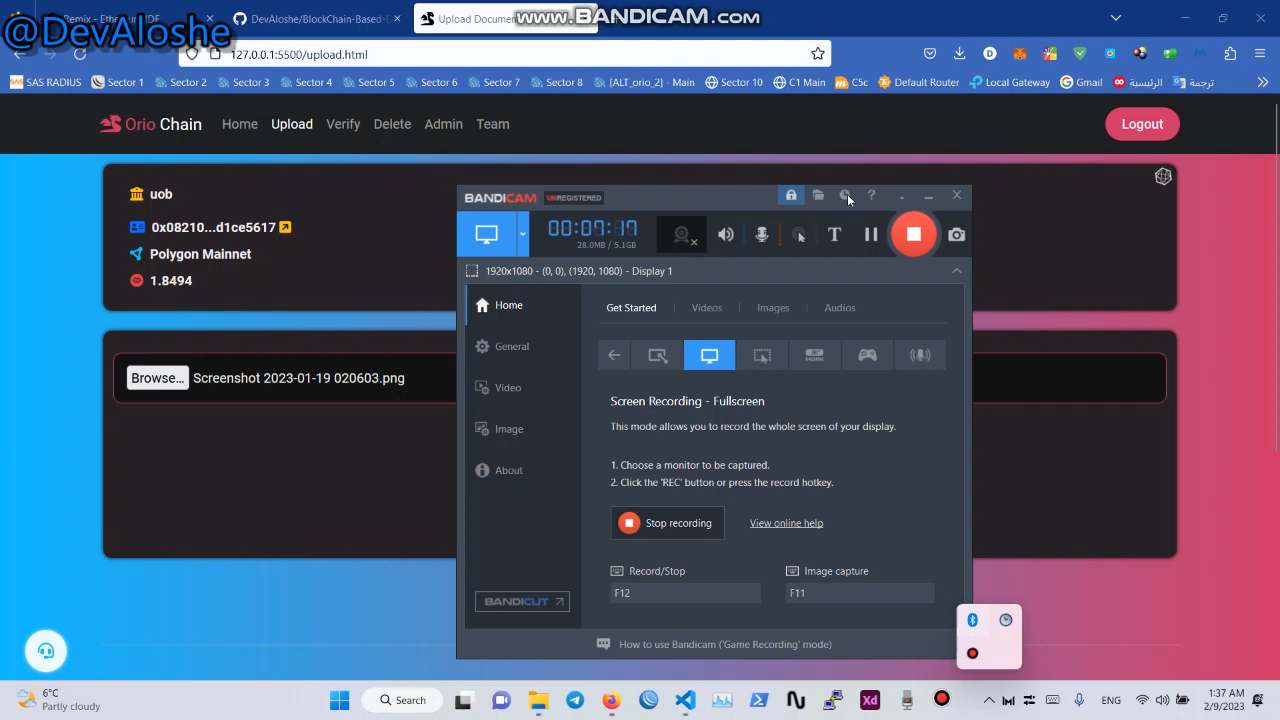 Remix - Ethereum IDE
DevAloshe/BlockChain-Based-D
Upload Documen
www.BANDICAM.com
@DevAloshe
127.0.0.1:5500/upload.html
SAS RADIUS
Sector 1
Sector 2
Sector 3
Sector 4
Sector 5
Sector 6
Sector 7
Sector 8
[ALT_orio_2] - Main
Sector 10
C1 Main
C5c
Default Router
Local Gateway
Gmail
الرئيسية
ترجمة
Orio Chain
Home
Upload
Verify
Delete
Admin
Team
Logout
uob
0x08210...d1ce5617
Polygon Mainnet
1.8494
Browse...
Screenshot 2023-01-19 020603.png
BANDICAM
UNREGISTERED
00:07:17
28.0MB / 5.1GB
1920x1080 - (0, 0), (1920, 1080) - Display 1
Home
General
Video
Image
About
Get Started
Videos
Images
Audios
Screen Recording - Fullscreen
This mode allows you to record the whole screen of your display.
1. Choose a monitor to be captured.
2. Click the 'REC' button or press the record hotkey.
Stop recording
View online help
Record/Stop
Image capture
F12
F11
BANDICUT
How to use Bandicam ('Game Recording' mode)
6°C
Partly cloudy
Search
ENG
1:37 AM
2/9/2023